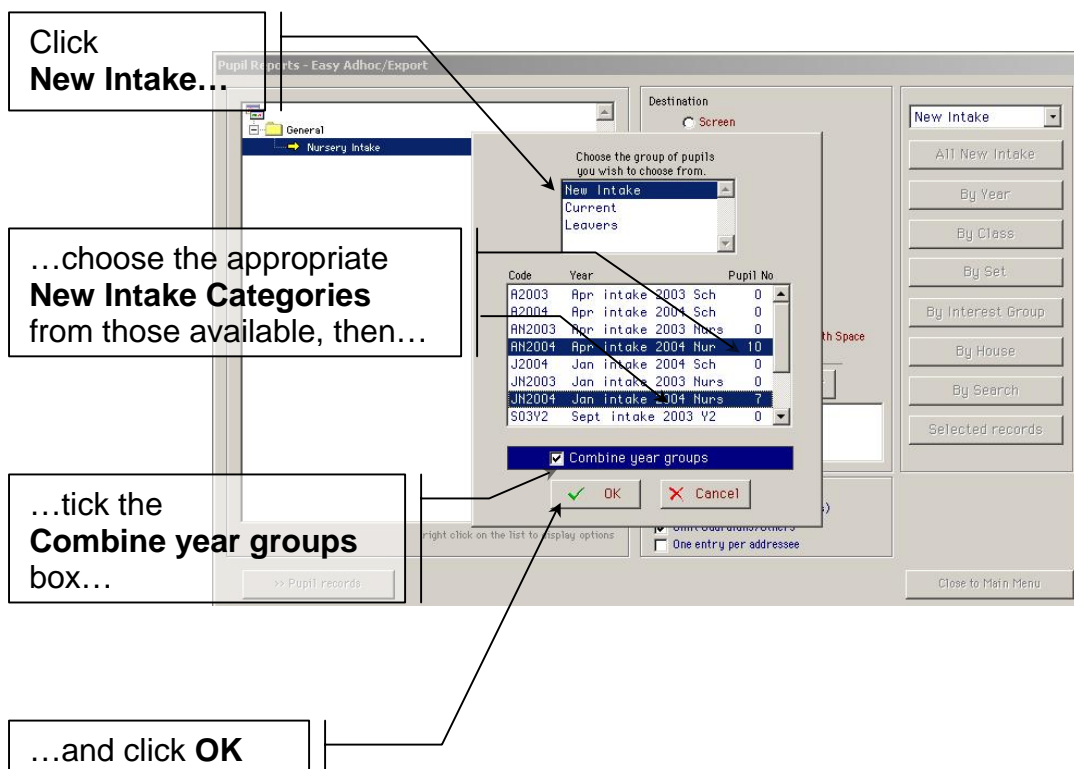 Click
New Intake…
Pupil Reports - Easy Adhoc/Export
General
Nursery Intake
Destination
Screen
New Intake
All New Intake
By Year
By Class
By Set
By Interest Group
By House
By Search
Selected records
Choose the group of pupils
you wish to choose from.
New Intake
Current
Leavers
…choose the appropriate
New Intake Categories
from those available, then…
Code Year Pupil No
A2003 Apr intake 2003 Sch 0
A2004 Apr intake 2004 Sch 0
AN2003 Apr intake 2003 Nurs 0
AN2004 Apr intake 2004 Nur 10
J2004 Jan intake 2004 Sch 0
JN2003 Jan intake 2003 Nurs 0
JN2004 Jan intake 2004 Nurs 7
S03Y2 Sept intake 2003 Y2 0
th Space
Combine year groups
OK
Cancel
…tick the
Combine year groups
box…
right click on the list to display options
Omit Guardians/Others
One entry per addressee
>> Pupil records
Close to Main Menu
…and click OK